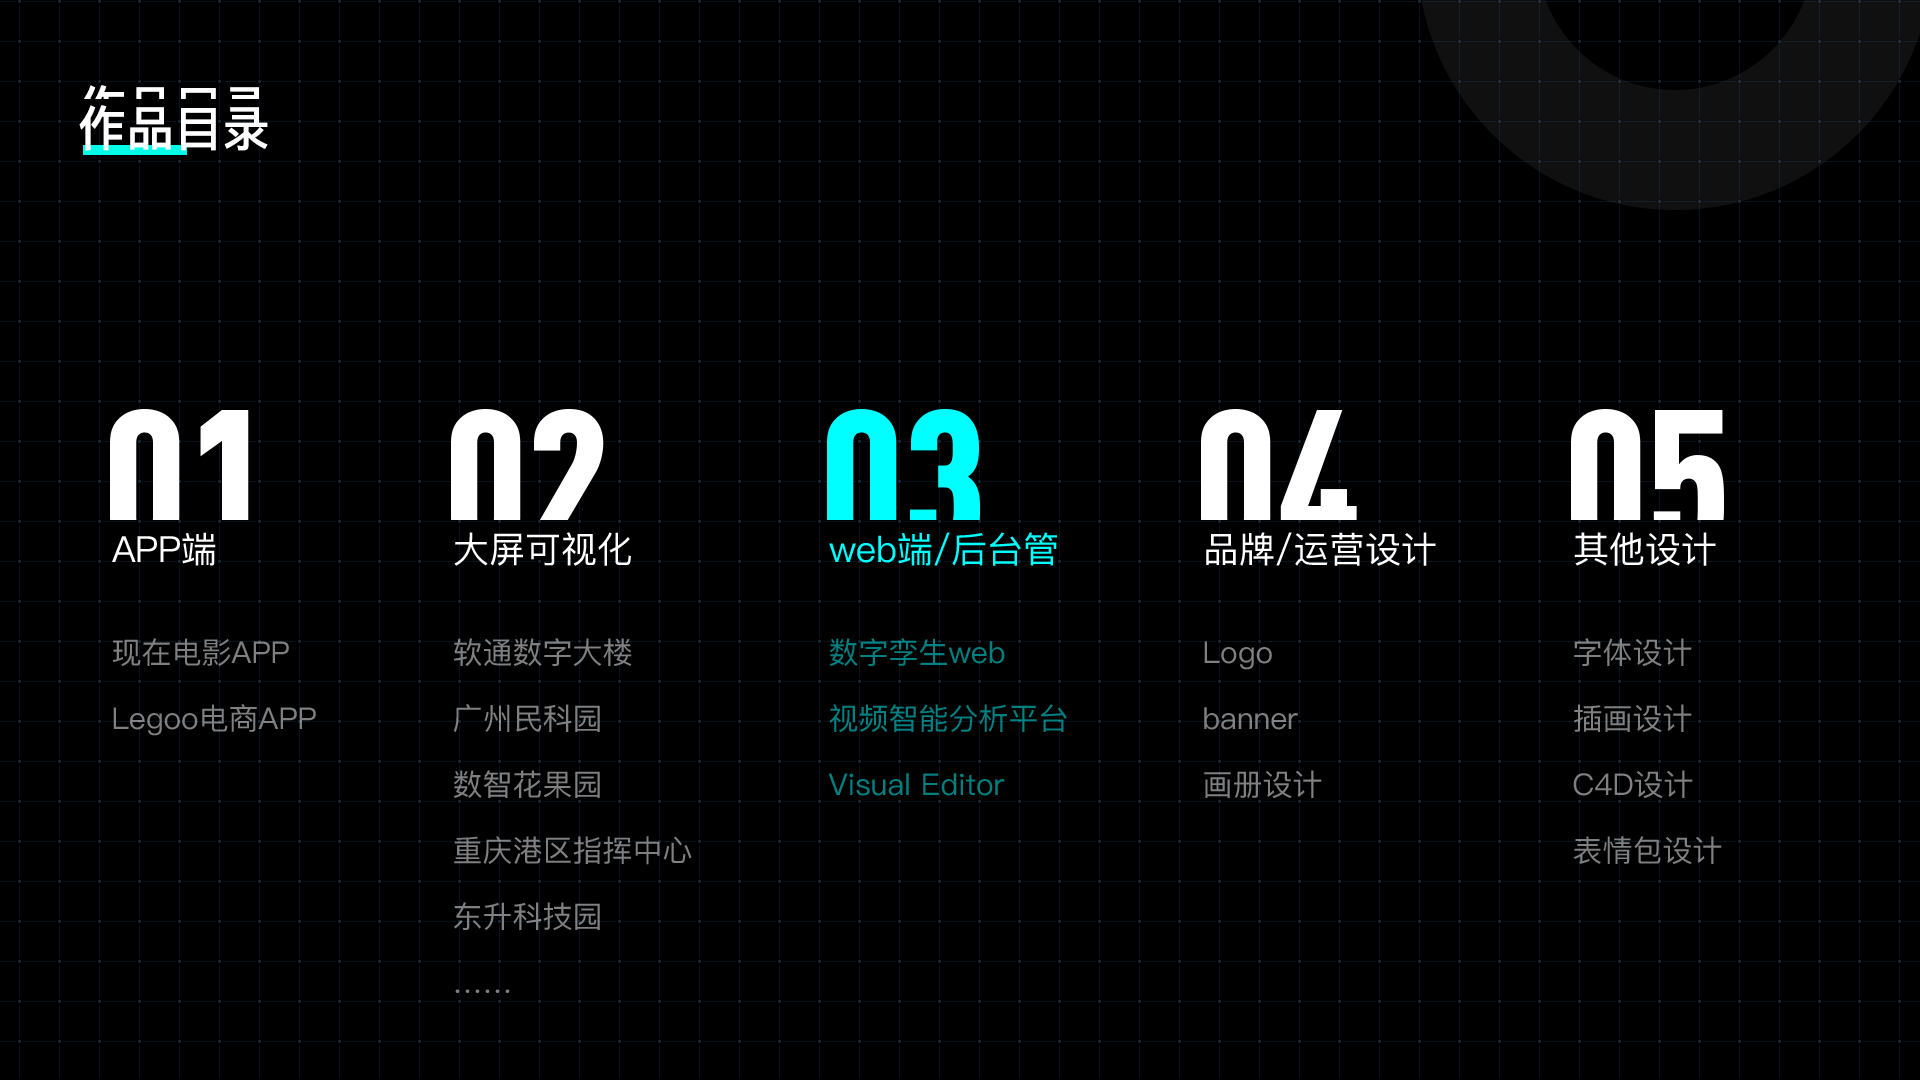 作品目录
01
APP端
现在电影APP
Legoo电商APP
02
大屏可视化
软通数字大楼
广州民科园
数智花果园
重庆港区指挥中心
东升科技园
……
03
web端/后台管
数字孪生web
视频智能分析平台
Visual Editor
04
品牌/运营设计
Logo
banner
画册设计
05
其他设计
字体设计
插画设计
C4D设计
表情包设计